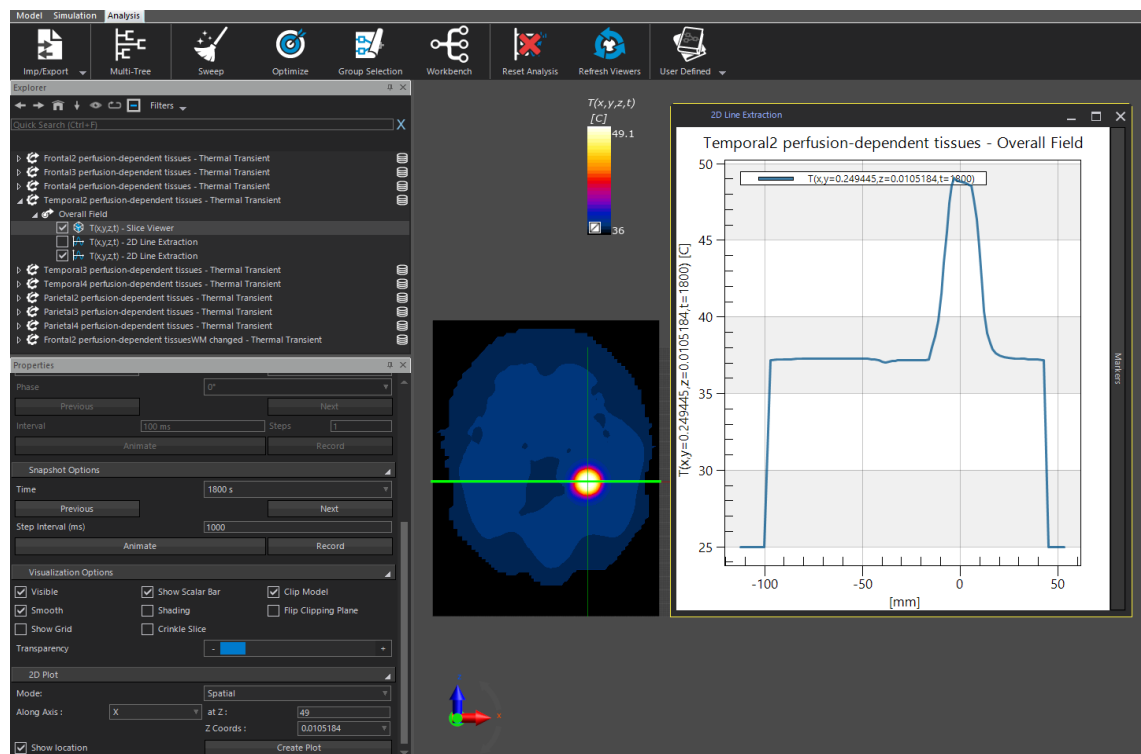 Model Simulation Analysis
Imp/Export Multi-Tree Sweep Optimize Group Selection Workbench Reset Analysis Refresh Viewers User Defined
Explorer
Filters
Quick Search (Ctrl+F)
X
Frontal2 perfusion-dependent tissues - Thermal Transient
Frontal3 perfusion-dependent tissues - Thermal Transient
Frontal4 perfusion-dependent tissues - Thermal Transient
Temporal2 perfusion-dependent tissues - Thermal Transient
Overall Field
T(x,y,z,t) - Slice Viewer
T(x,y,z,t) - 2D Line Extraction
T(x,y,z,t) - 2D Line Extraction
Temporal3 perfusion-dependent tissues - Thermal Transient
Temporal4 perfusion-dependent tissues - Thermal Transient
Parietal2 perfusion-dependent tissues - Thermal Transient
Parietal3 perfusion-dependent tissues - Thermal Transient
Parietal4 perfusion-dependent tissues - Thermal Transient
Frontal2 perfusion-dependent tissuesWM changed - Thermal Transient
Properties
Phase 0°
Previous Next
Interval 100 ms Steps 1
Animate Record
Snapshot Options
Time 1800 s
Previous Next
Step Interval (ms) 1000
Animate Record
Visualization Options
Visible Show Scalar Bar Clip Model
Smooth Shading Flip Clipping Plane
Show Grid Crinkle Slice
Transparency - +
2D Plot
Mode: Spatial
Along Axis : X at Z : 49
Z Coords : 0.0105184
Show location Create Plot
T(x,y,z,t)
[C]
49.1
36
x
2D Line Extraction
Temporal2 perfusion-dependent tissues - Overall Field
T(x,y=0.249445,z=0.0105184,t=1800)
T(x,y=0.249445,z=0.0105184,t=1800) [C]
50
45
40
35
30
25
-100 -50 0 50
[mm]
Markers